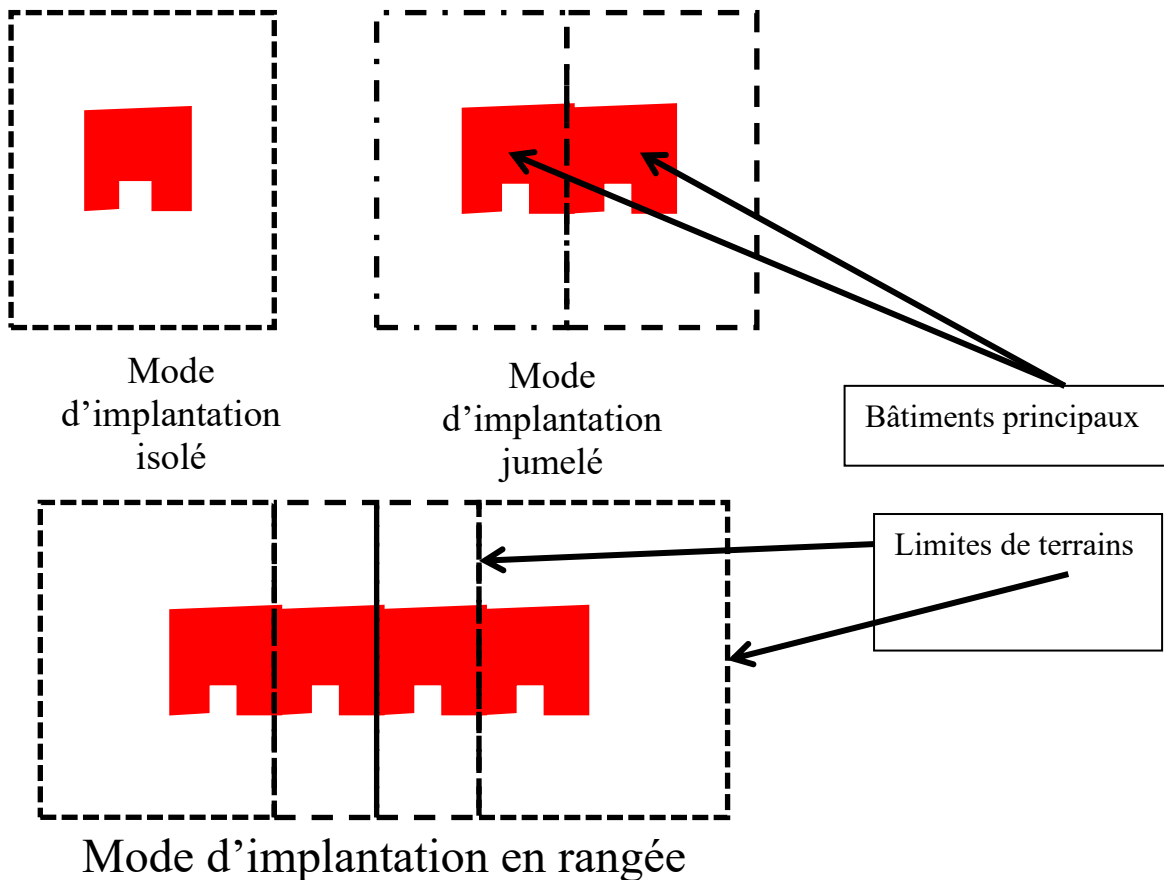 Mode
d’implantation
isolé
Mode
d’implantation
jumelé
Bâtiments principaux
Limites de terrains
Mode d’implantation en rangée